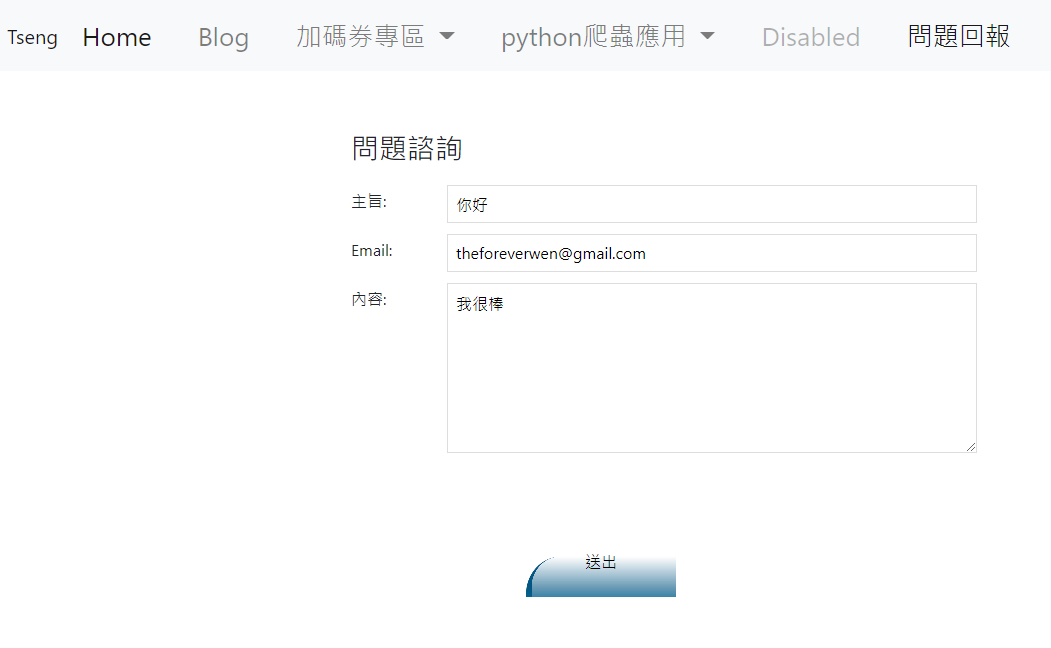 Tseng Home Blog 加碼券專區 python爬蟲應用 Disabled 問題回報
問題諮詢
主旨: 你好
Email: theforeverwen@gmail.com
內容: 我很棒
送出